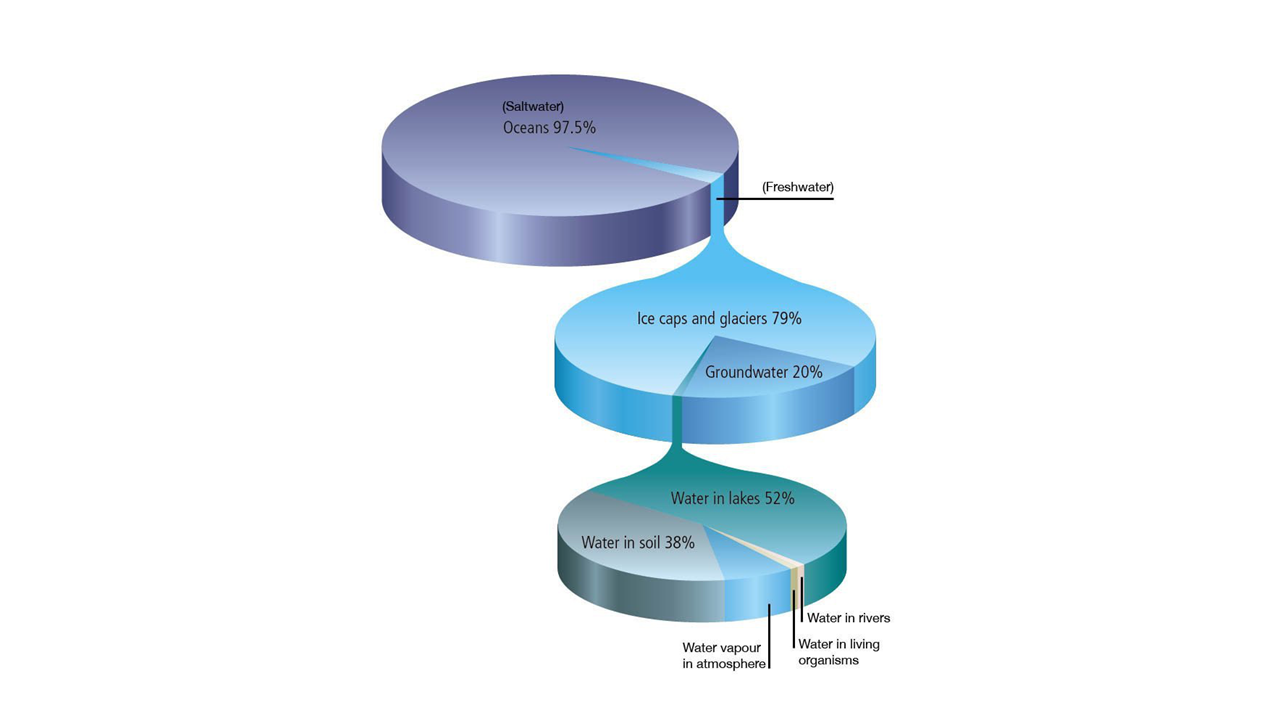 (Saltwater)
Oceans 97.5%
(Freshwater)
Ice caps and glaciers 79%
Groundwater 20%
Water in lakes 52%
Water in soil 38%
Water in rivers
Water in living
organisms
Water vapour
in atmosphere